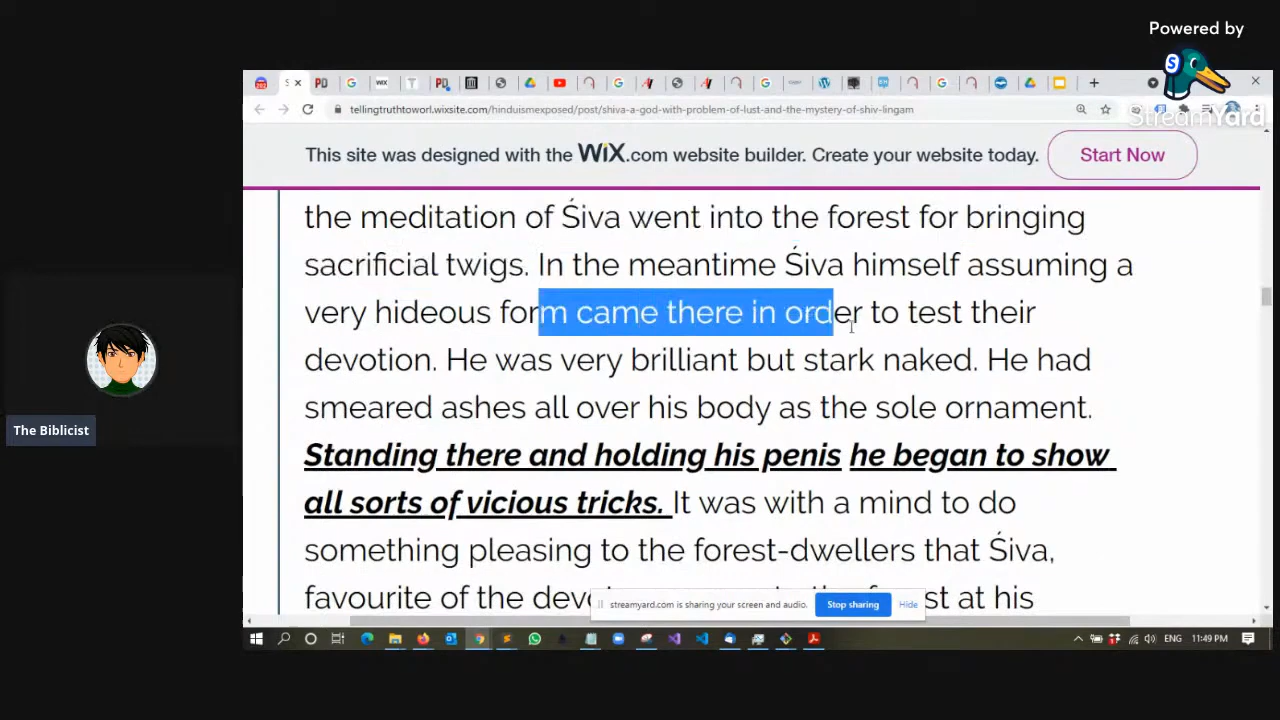 Powered by
StreamYard
tellingtruthtoworl.wixsite.com/hinduismexposed/post/shiva-a-god-with-problem-of-lust-and-the-mystery-of-shiv-lingam
This site was designed with the WiX.com website builder. Create your website today.
Start Now
the meditation of Śiva went into the forest for bringing
sacrificial twigs. In the meantime Śiva himself assuming a
very hideous form came there in order to test their
devotion. He was very brilliant but stark naked. He had
smeared ashes all over his body as the sole ornament.
Standing there and holding his penis he began to show
all sorts of vicious tricks. It was with a mind to do
something pleasing to the forest-dwellers that Śiva,
favourite of the
st at his
streamyard.com is sharing your screen and audio.
Stop sharing
Hide
The Biblicist
ENG
11:49 PM